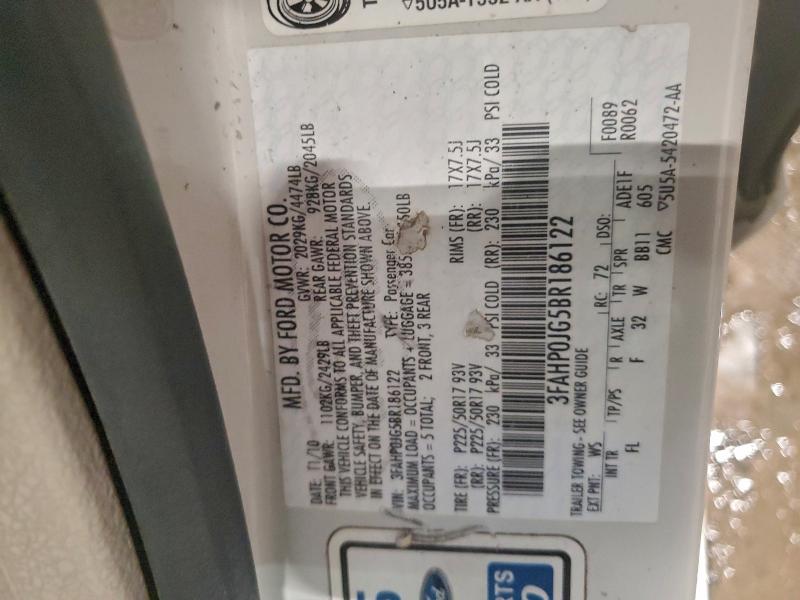 5U5A-1532
MFD. BY FORD MOTOR CO.
DATE: 11/10 GVWR: 2029KG/4474LB
FRONT GAWR: 1102KG/2429LB REAR GAWR: 928KG/2045LB
THIS VEHICLE CONFORMS TO ALL APPLICABLE FEDERAL MOTOR
VEHICLE SAFETY, BUMPER, AND THEFT PREVENTION STANDARDS
IN EFFECT ON THE DATE OF MANUFACTURE SHOWN ABOVE.
VIN: 3FAHP0JG5BR186122 TYPE: Passenger Car
MAXIMUM LOAD = OCCUPANTS + LUGGAGE = 385 50LB
OCCUPANTS = 5 TOTAL; 2 FRONT, 3 REAR
TIRE (FR): P225/50R17 93V RIMS (FR): 17X7.5J
(RR): P225/50R17 93V (RR): 17X7.5J
PRESSURE (FR): 230 kPa/ 33 PSI COLD (RR): 230 kPa/ 33 PSI COLD
3FAHP0JG5BR186122
TRAILER TOWING - SEE OWNER GUIDE F0089
R0062
EXT PNT: WS RC: 72 DSO:
INT TR TP/PS R AXLE TR SPR ADE1F
FL F 32 W BB11 605
CMC ▽5U5A-5420472-AA
Ford